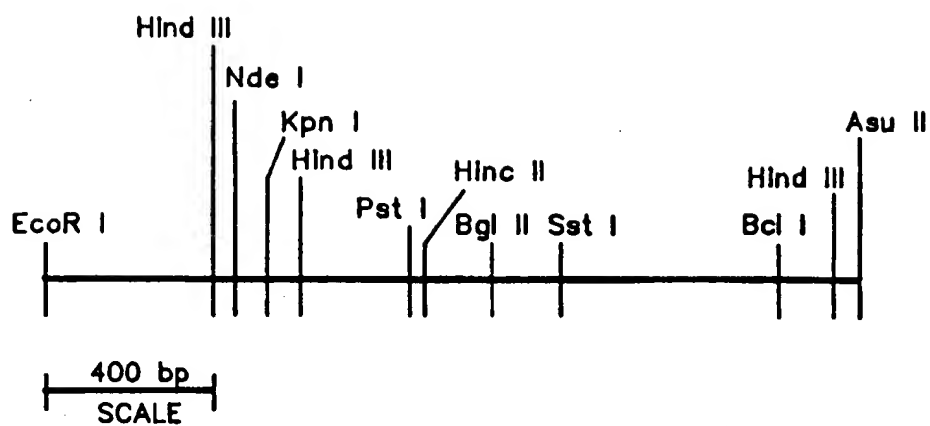 Hind III
Nde I
Kpn I
Asu II
Hind III
Hinc II
Hind III
Pst I
EcoR I
Bgl II
Sst I
Bcl I
400 bp
SCALE